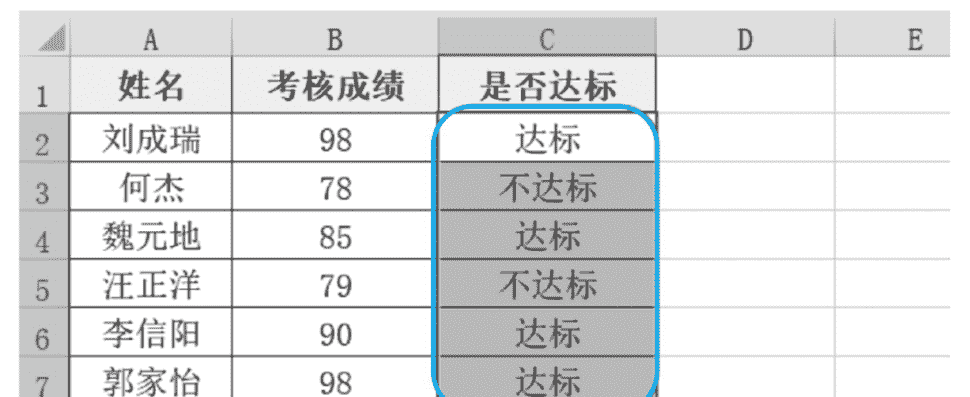 A B C D E
1 姓名 考核成绩 是否达标
2 刘成瑞 98 达标
3 何杰 78 不达标
4 魏元地 85 达标
5 汪正洋 79 不达标
6 李信阳 90 达标
7 郭家怡 98 达标